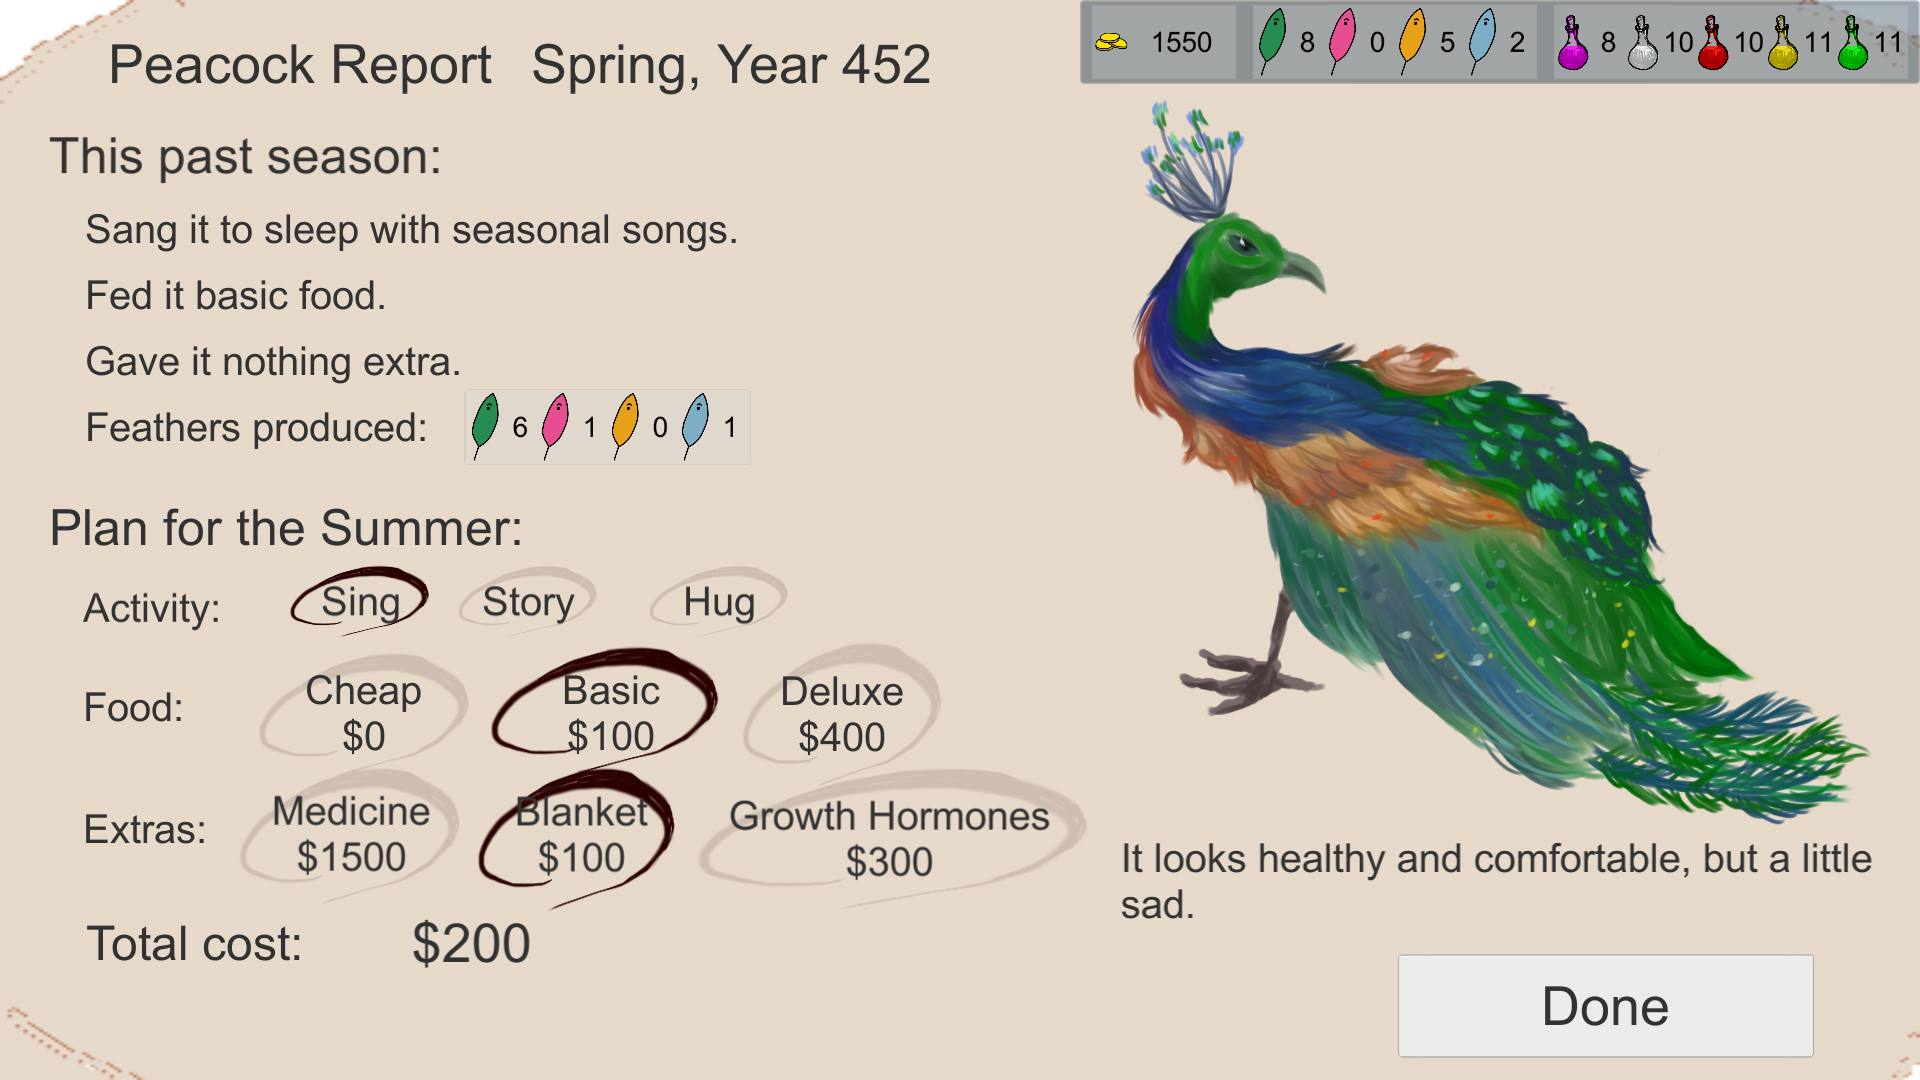 Peacock Report Spring, Year 452
1550 8 0 5 2 8 10 10 11 11
This past season:
Sang it to sleep with seasonal songs.
Fed it basic food.
Gave it nothing extra.
Feathers produced: 6 1 0 1
Plan for the Summer:
Activity: Sing Story Hug
Food: Cheap Basic Deluxe
$0 $100 $400
Extras: Medicine Blanket Growth Hormones
$1500 $100 $300
Total cost: $200
It looks healthy and comfortable, but a little
sad.
Done